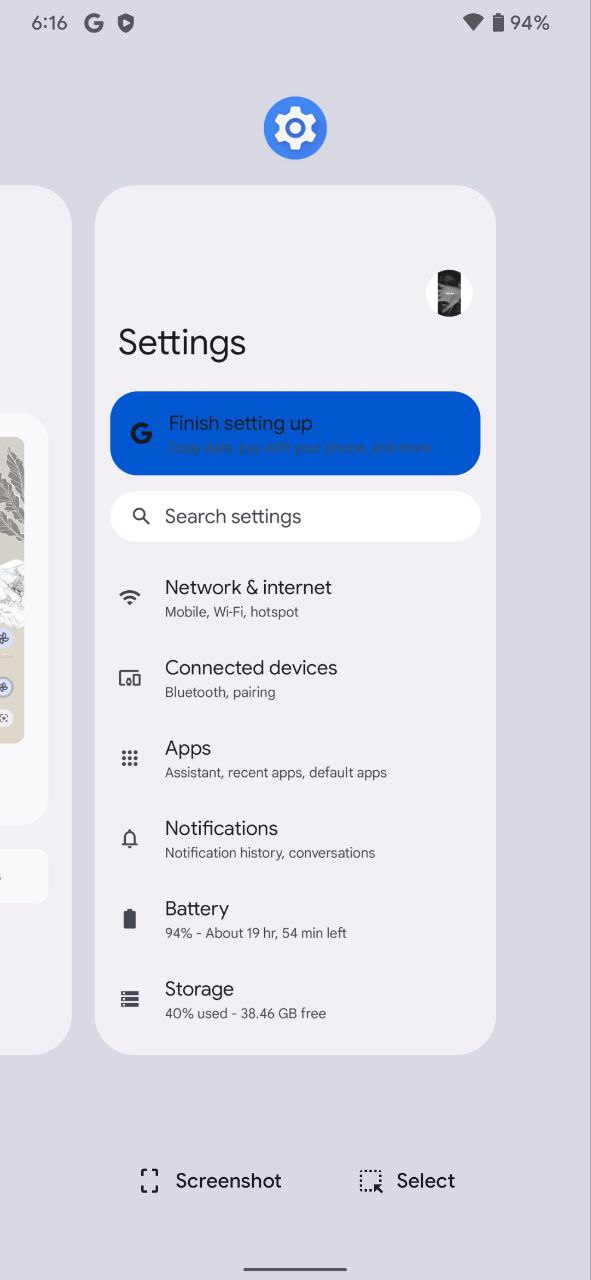 6:16
94%
Settings
Finish setting up
Copy data, pay with your phone, and more
Search settings
Network & internet
Mobile, Wi-Fi, hotspot
Connected devices
Bluetooth, pairing
Apps
Assistant, recent apps, default apps
Notifications
Notification history, conversations
Battery
94% - About 19 hr, 54 min left
Storage
40% used - 38.46 GB free
Screenshot
Select